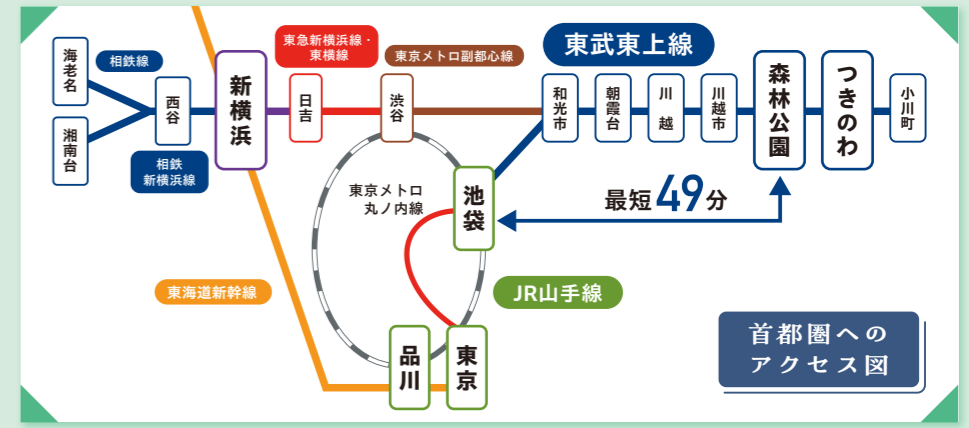 海老名
湘南台
相鉄線
西谷
相鉄
新横浜線
新横浜
東急新横浜線・
東横線
日吉
東京メトロ副都心線
渋谷
東武東上線
和光市
朝霞台
川越
川越市
森林公園
つきのわ
小川町
東京メトロ
丸ノ内線
池袋
最短49分
東海道新幹線
JR山手線
品川
東京
首都圏への
アクセス図